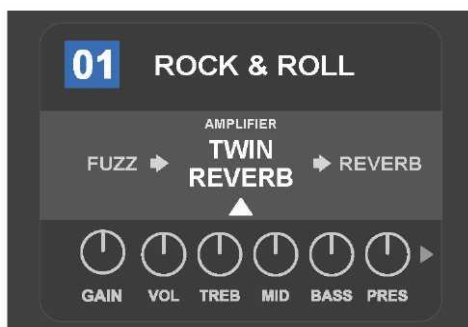 01 ROCK & ROLL
AMPLIFIER
FUZZ TWIN REVERB REVERB
GAIN VOL TREB MID BASS PRES